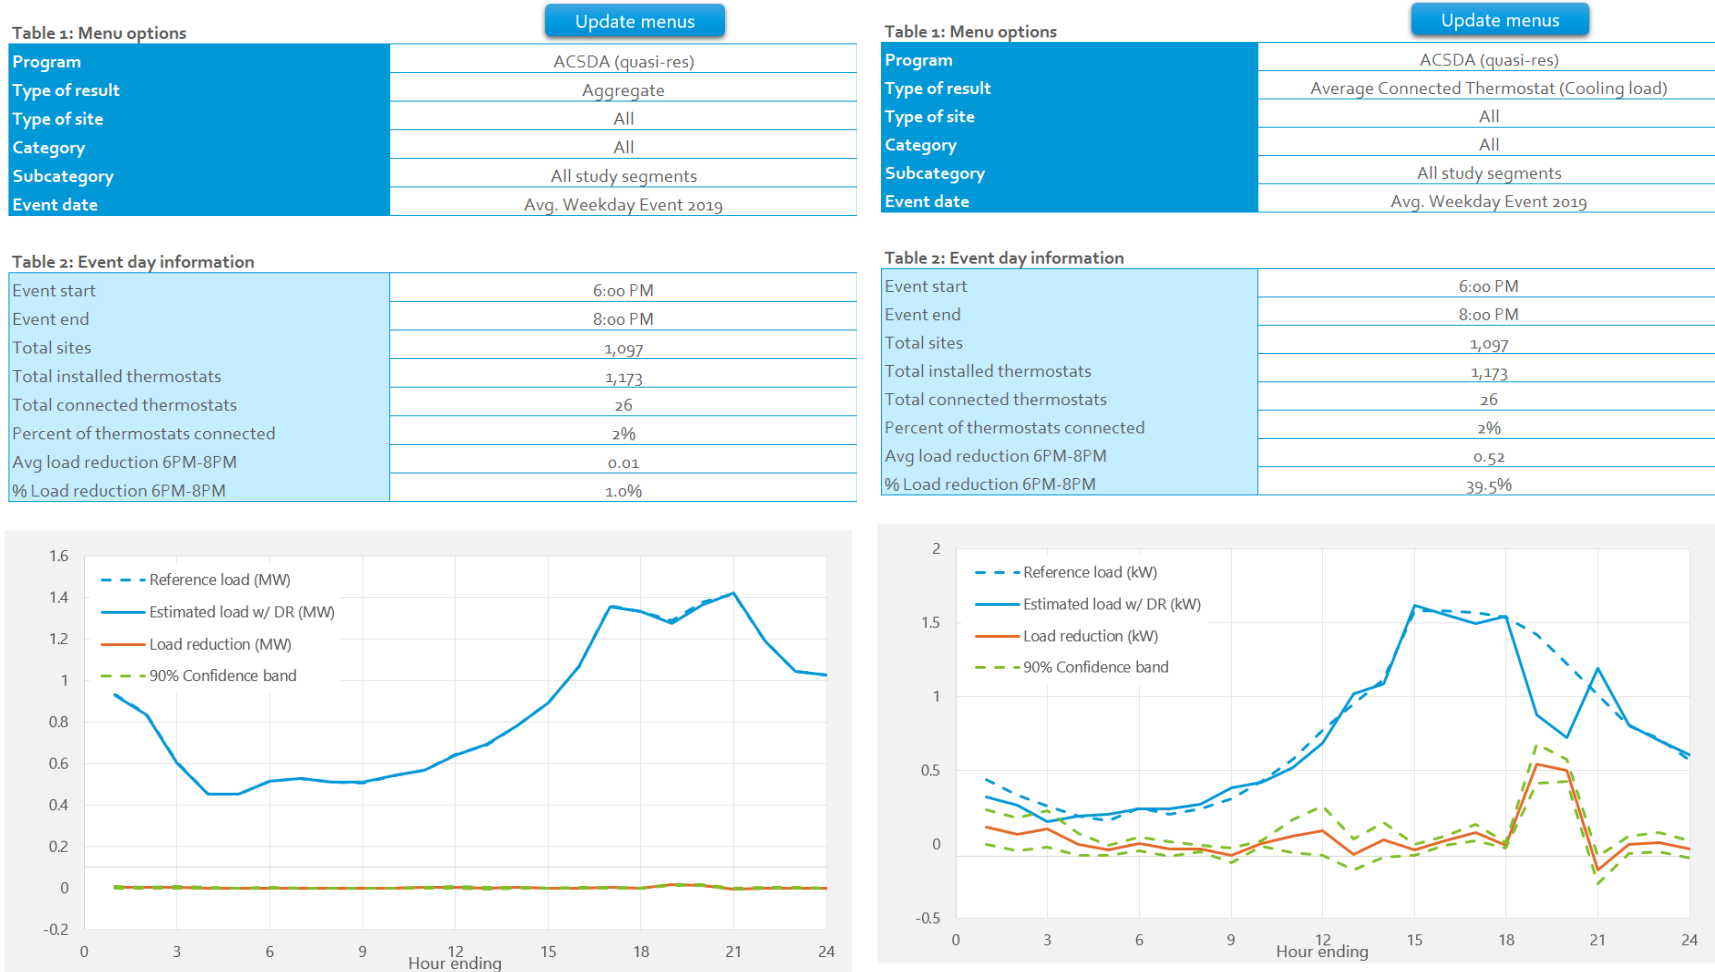 Update menus
Table 1: Menu options
Program ACSDA (quasi-res)
Type of result Aggregate
Type of site All
Category All
Subcategory All study segments
Event date Avg. Weekday Event 2019
Table 2: Event day information
Event start 6:00 PM
Event end 8:00 PM
Total sites 1,097
Total installed thermostats 1,173
Total connected thermostats 26
Percent of thermostats connected 2%
Avg load reduction 6PM-8PM 0.01
% Load reduction 6PM-8PM 1.0%
1.6
1.4
1.2
1
0.8
0.6
0.4
0.2
0
-0.2
Reference load (MW)
Estimated load w/ DR (MW)
Load reduction (MW)
90% Confidence band
0 3 6 9 12 15 18 21 24
Hour ending
Update menus
Table 1: Menu options
Program ACSDA (quasi-res)
Type of result Average Connected Thermostat (Cooling load)
Type of site All
Category All
Subcategory All study segments
Event date Avg. Weekday Event 2019
Table 2: Event day information
Event start 6:00 PM
Event end 8:00 PM
Total sites 1,097
Total installed thermostats 1,173
Total connected thermostats 26
Percent of thermostats connected 2%
Avg load reduction 6PM-8PM 0.52
% Load reduction 6PM-8PM 39.5%
2
1.5
1
0.5
0
-0.5
Reference load (kW)
Estimated load w/ DR (kW)
Load reduction (kW)
90% Confidence band
0 3 6 9 12 15 18 21 24
Hour ending